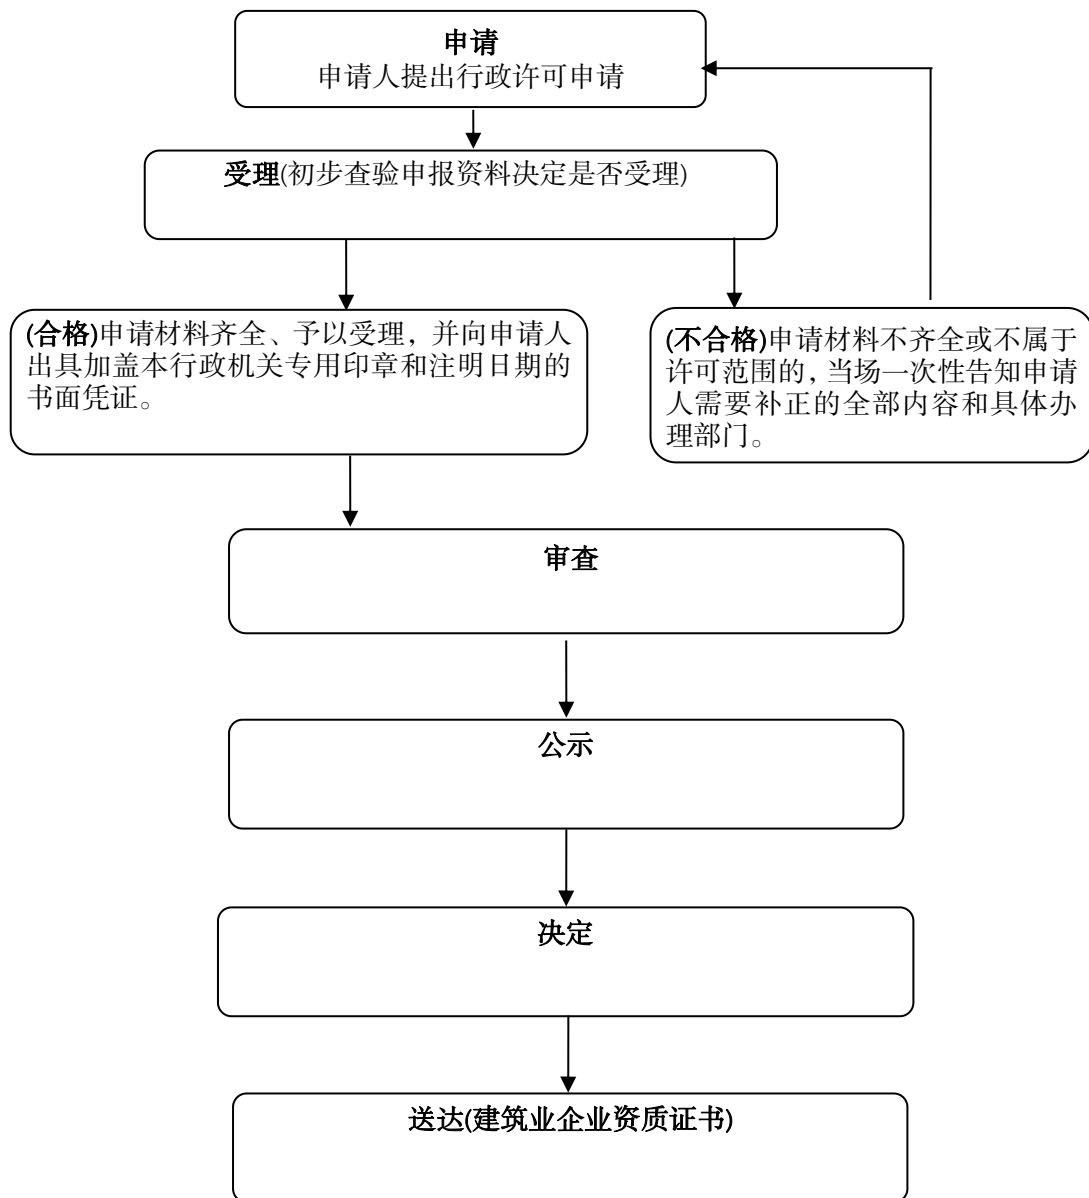 申请
申请人提出行政许可申请
受理(初步查验申报资料决定是否受理)
(合格)申请材料齐全、予以受理，并向申请人
出具加盖本行政机关专用印章和注明日期的
书面凭证。
(不合格)申请材料不齐全或不属于
许可范围的，当场一次性告知申请
人需要补正的全部内容和具体办
理部门。
审查
公示
决定
送达(建筑业企业资质证书)